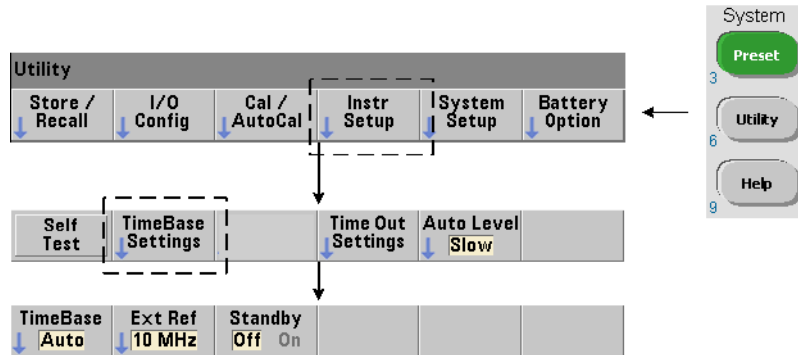 System
Preset
3
Utility
6
Help
9
Utility
Store / Recall
I/O Config
Cal / AutoCal
Instr Setup
System Setup
Battery Option
Self Test
TimeBase Settings
Time Out Settings
Auto Level
Slow
TimeBase
Auto
Ext Ref
10 MHz
Standby
Off On